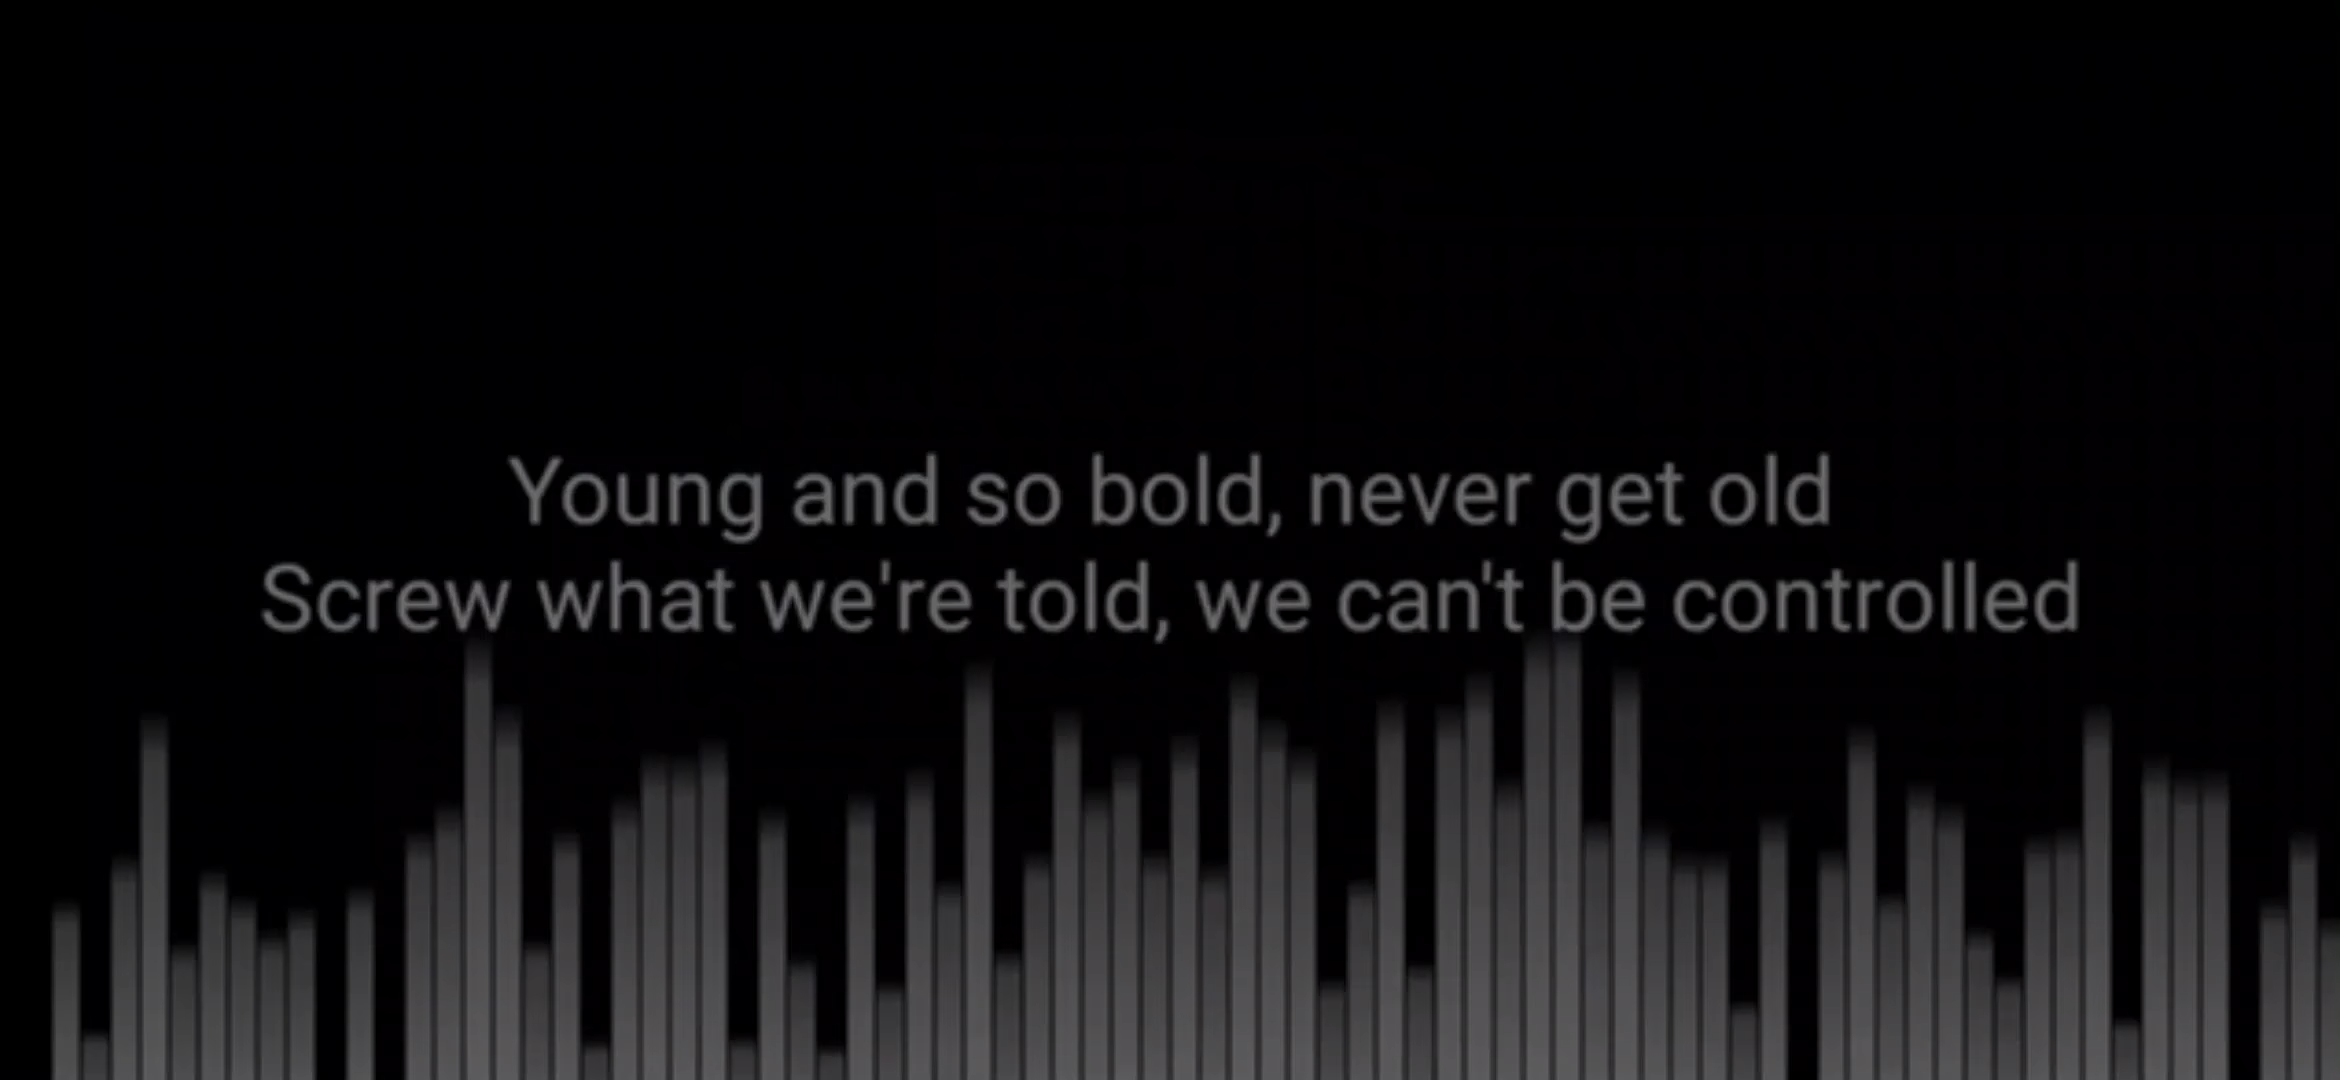 Young and so bold, never get old
Screw what we're told, we can't be controlled